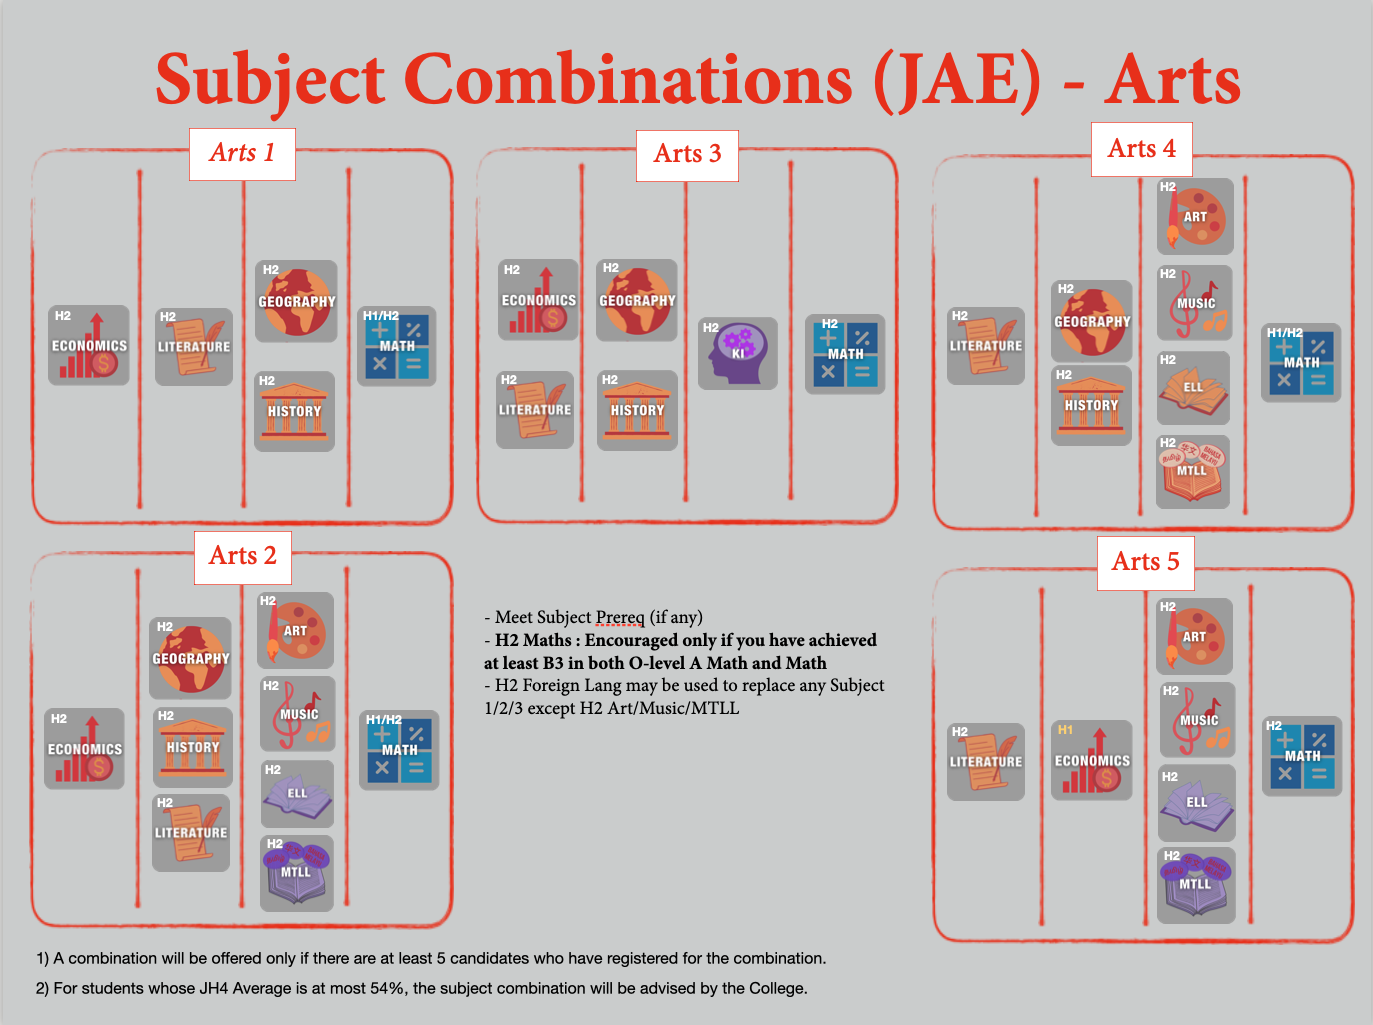 Subject Combinations (JAE) - Arts
Arts 1
H2
ECONOMICS
H2
LITERATURE
H2
GEOGRAPHY
H2
HISTORY
H1/H2
MATH
Arts 3
H2
ECONOMICS
H2
LITERATURE
H2
GEOGRAPHY
H2
HISTORY
H2
KI
H2
MATH
Arts 4
H2
LITERATURE
H2
GEOGRAPHY
H2
HISTORY
H2
ART
H2
MUSIC
H2
ELL
H2
华文
BAHASA MELAYU
தமிழ்
MTLL
H1/H2
MATH
Arts 2
H2
ECONOMICS
H2
GEOGRAPHY
H2
HISTORY
H2
LITERATURE
H2
ART
H2
MUSIC
H2
ELL
H2
MTLL
H1/H2
MATH
- Meet Subject Prereq (if any)
- H2 Maths : Encouraged only if you have achieved
at least B3 in both O-level A Math and Math
- H2 Foreign Lang may be used to replace any Subject
1/2/3 except H2 Art/Music/MTLL
Arts 5
H2
LITERATURE
H1
ECONOMICS
H2
ART
H2
MUSIC
H2
ELL
H2
MTLL
H2
MATH
1) A combination will be offered only if there are at least 5 candidates who have registered for the combination.
2) For students whose JH4 Average is at most 54%, the subject combination will be advised by the College.